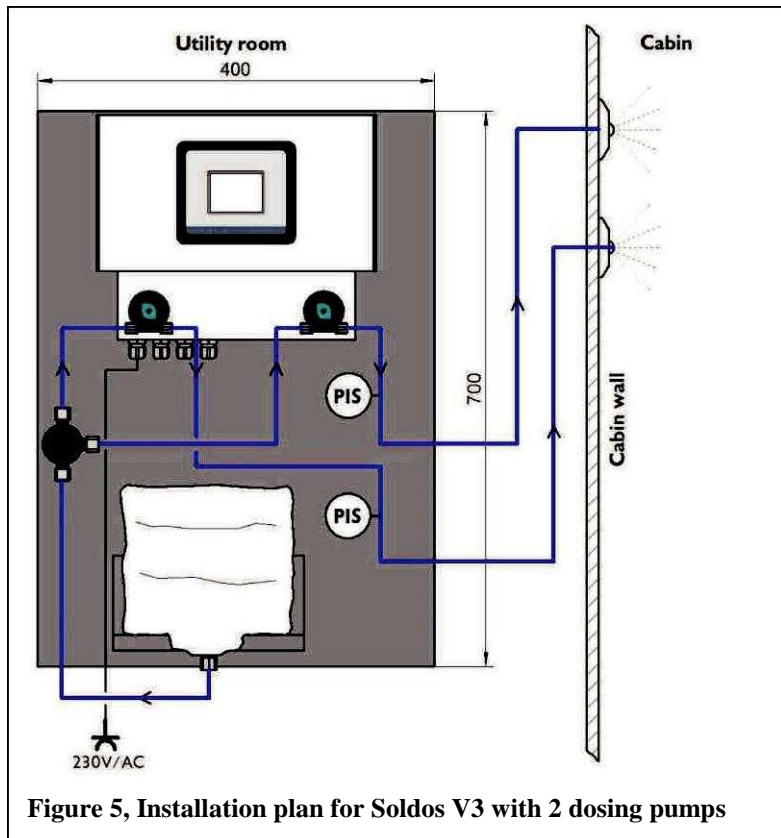 Utility room
Cabin
400
700
PIS
PIS
Cabin wall
230V/AC
Figure 5, Installation plan for Soldos V3 with 2 dosing pumps